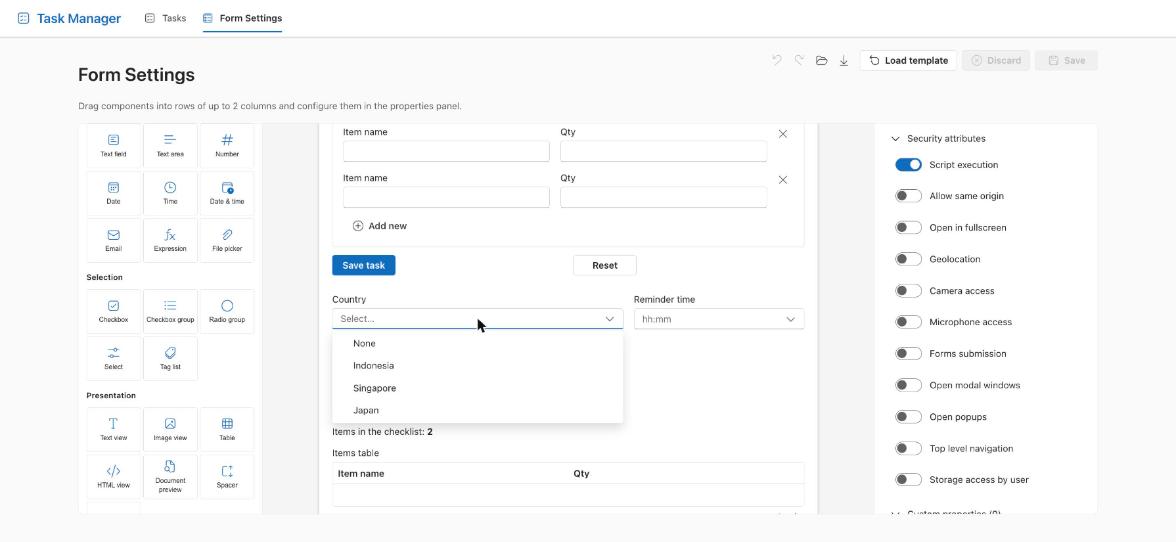 Task Manager
Tasks
Form Settings
Form Settings
Load template
Discard
Save
Drag components into rows of up to 2 columns and configure them in the properties panel.
Text field
Text area
Number
Date
Time
Date & time
Email
Expression
File picker
Selection
Checkbox
Checkbox group
Radio group
Select
Tag list
Presentation
Text view
Image view
Table
HTML view
Document
preview
Spacer
Item name Qty
Item name Qty
Add new
Save task
Reset
Country
Reminder time
Select...
hh:mm
None
Indonesia
Singapore
Japan
Items in the checklist: 2
Items table
Item name Qty
Security attributes
Script execution
Allow same origin
Open in fullscreen
Geolocation
Camera access
Microphone access
Forms submission
Open modal windows
Open popups
Top level navigation
Storage access by user
Custom properties (0)